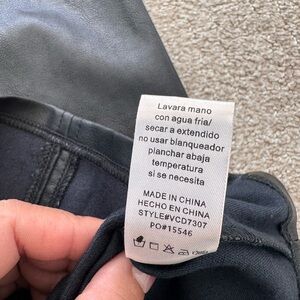 Lavara mano
con agua fria/
secar a extendido
no usar blanqueador
planchar abaja
temperatura
si se necesita
MADE IN CHINA
HECHO EN CHINA
STYLE#VCD7307
PO#15546